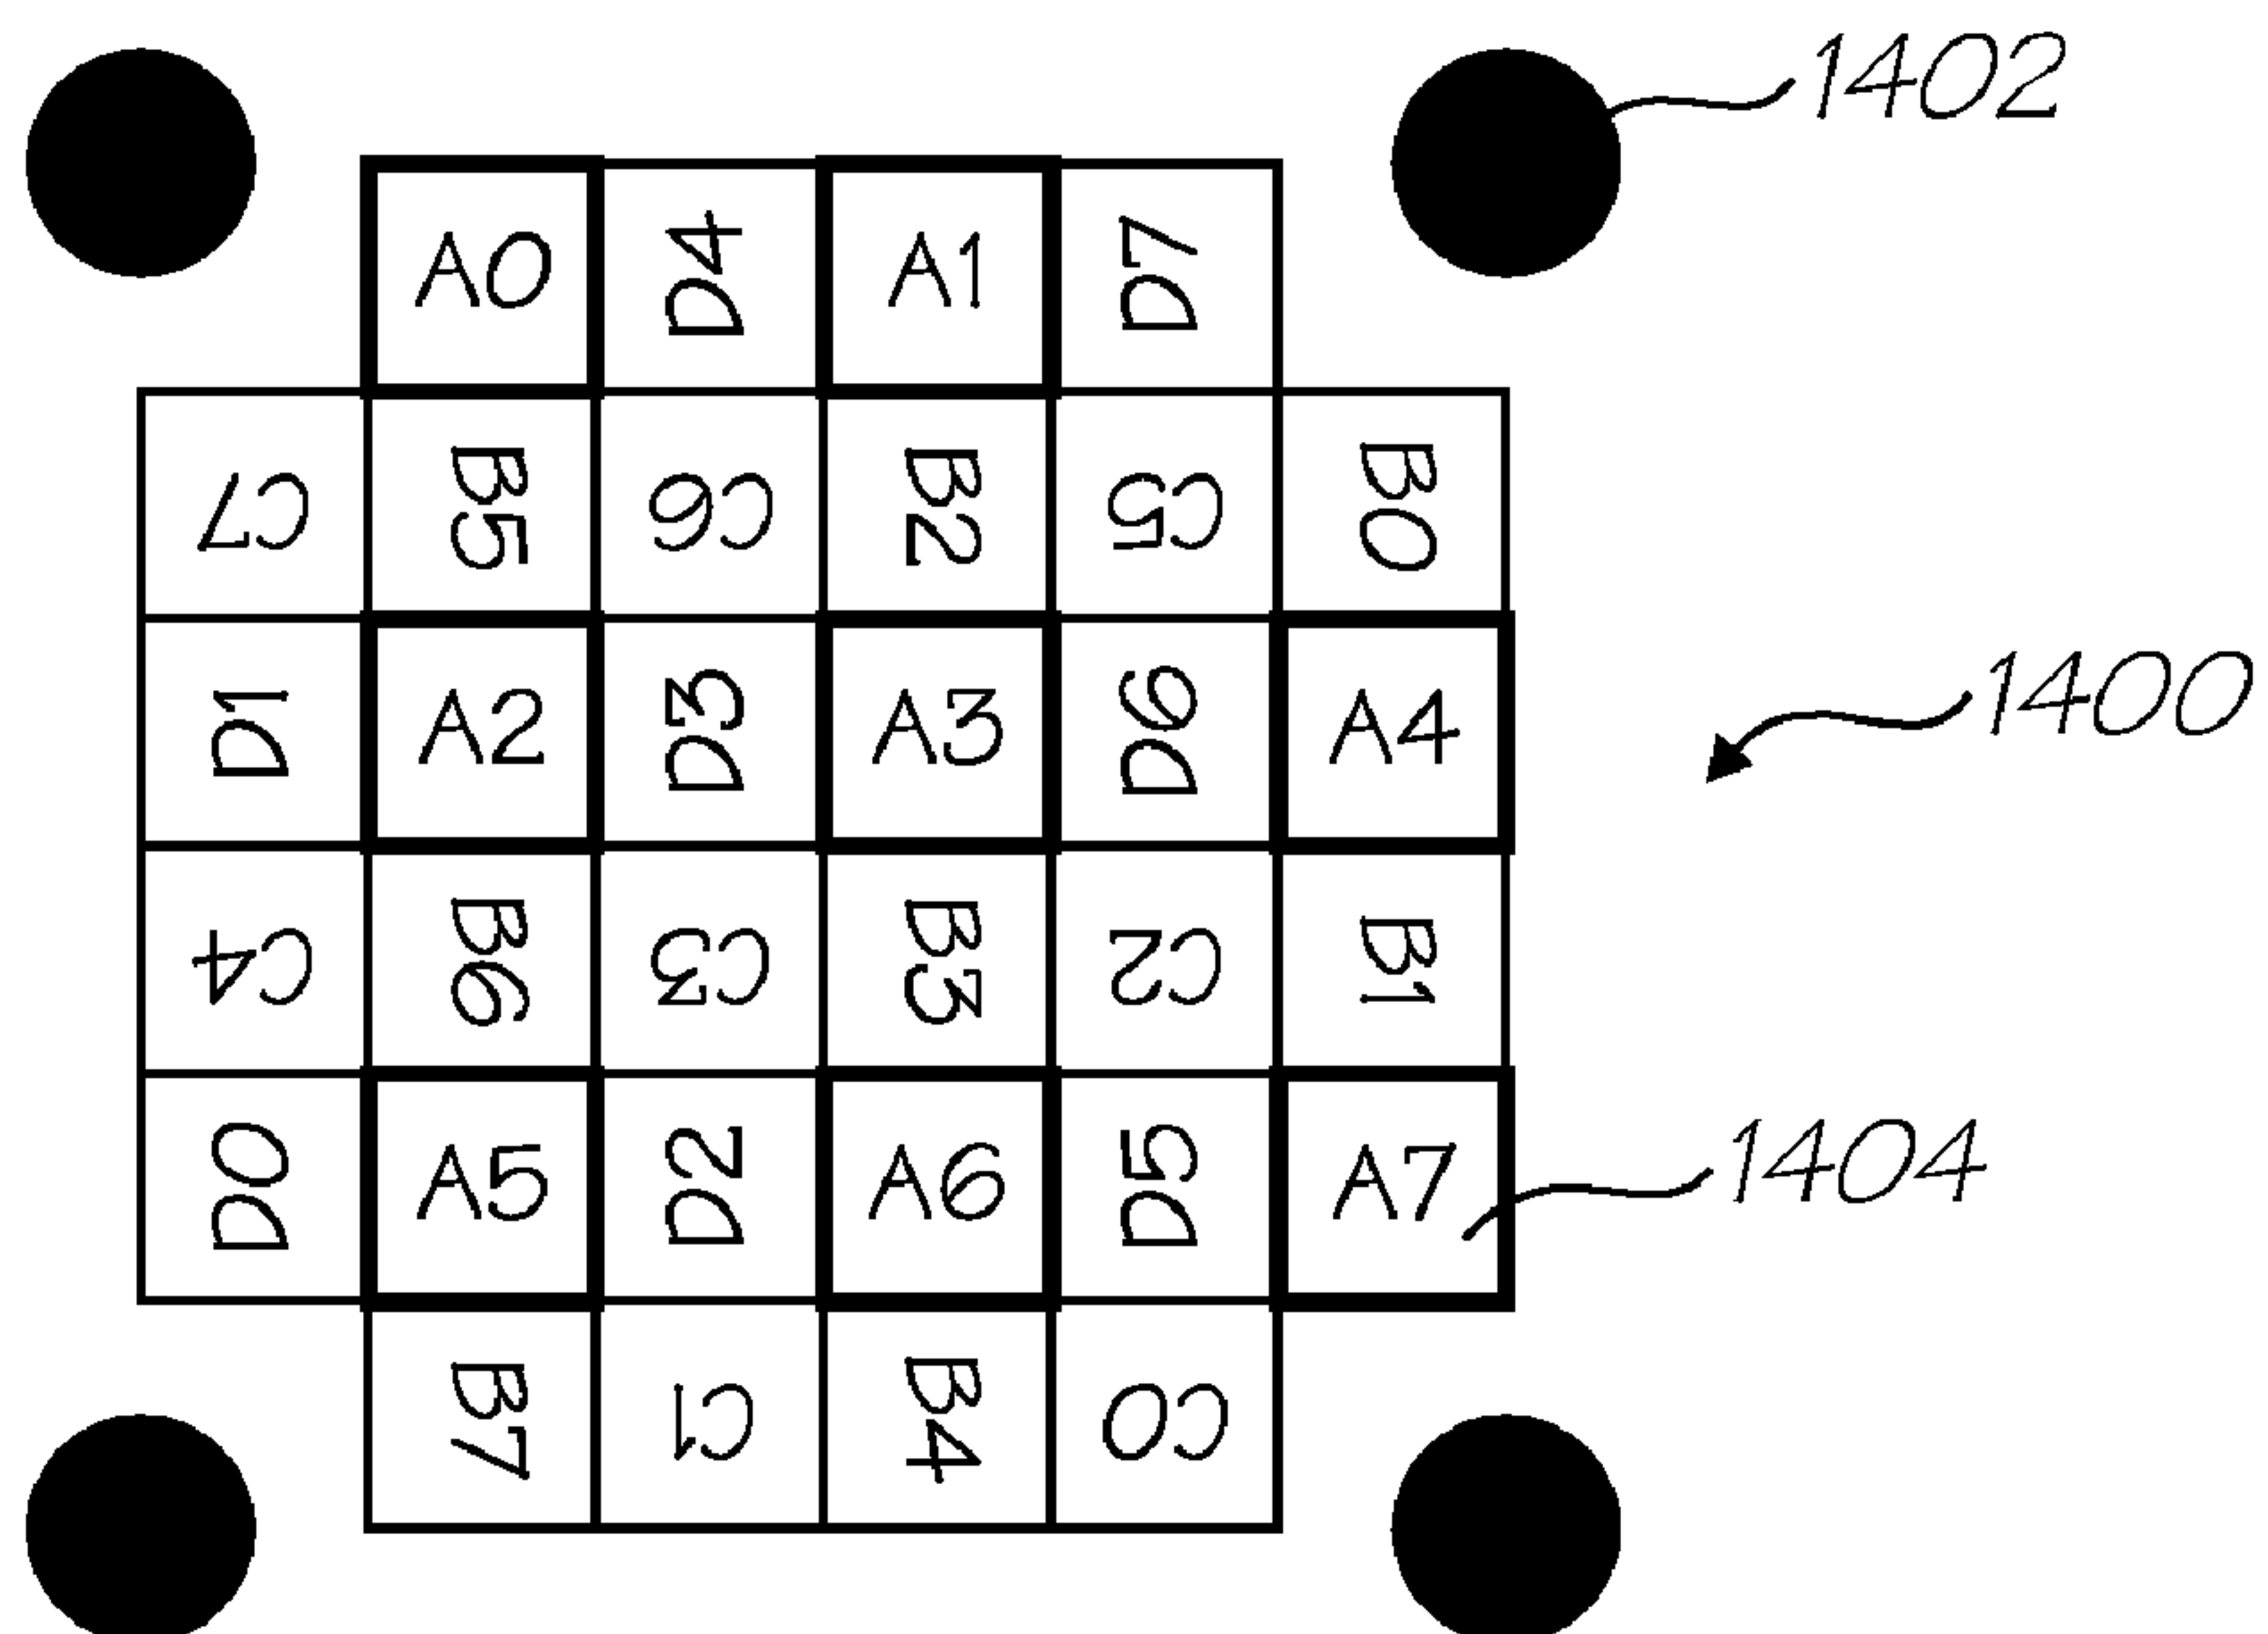 1402
A0 D4 A1 D7
C7 B5 C6 B2 C5 B0
D1 A2 D3 A3 D6 A4
1400
C4 B6 C3 B3 C2 B1
D0 A5 D2 A6 D5 A7
1404
B7 C1 B4 C0